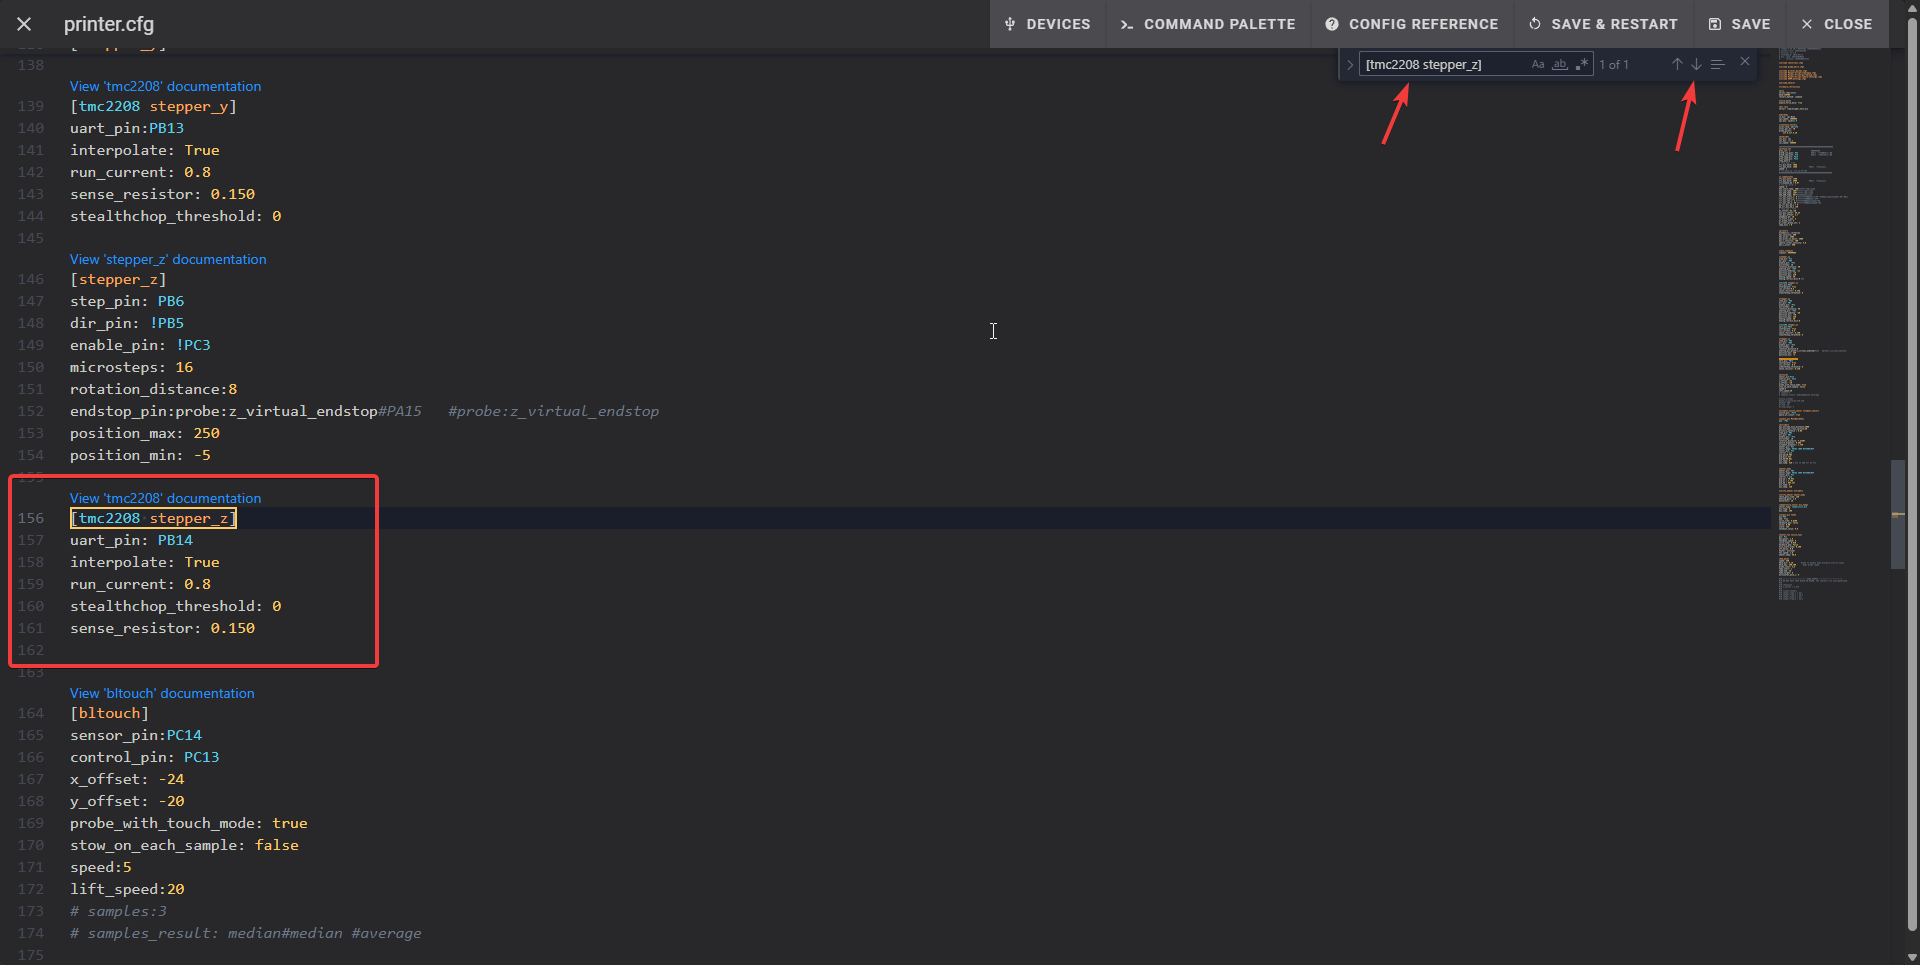 printer.cfg
DEVICES
COMMAND PALETTE
CONFIG REFERENCE
SAVE & RESTART
SAVE
CLOSE
[tmc2208 stepper_z]
Aa
ab
1 of 1
138
View 'tmc2208' documentation
139 [tmc2208 stepper_y]
140 uart_pin:PB13
141 interpolate: True
142 run_current: 0.8
143 sense_resistor: 0.150
144 stealthchop_threshold: 0
145
View 'stepper_z' documentation
146 [stepper_z]
147 step_pin: PB6
148 dir_pin: !PB5
149 enable_pin: !PC3
150 microsteps: 16
151 rotation_distance:8
152 endstop_pin:probe:z_virtual_endstop#PA15 #probe:z_virtual_endstop
153 position_max: 250
154 position_min: -5
155
View 'tmc2208' documentation
156 [tmc2208 stepper_z]
157 uart_pin: PB14
158 interpolate: True
159 run_current: 0.8
160 stealthchop_threshold: 0
161 sense_resistor: 0.150
162
163
View 'bltouch' documentation
164 [bltouch]
165 sensor_pin:PC14
166 control_pin: PC13
167 x_offset: -24
168 y_offset: -20
169 probe_with_touch_mode: true
170 stow_on_each_sample: false
171 speed:5
172 lift_speed:20
173 # samples:3
174 # samples_result: median#median #average
175